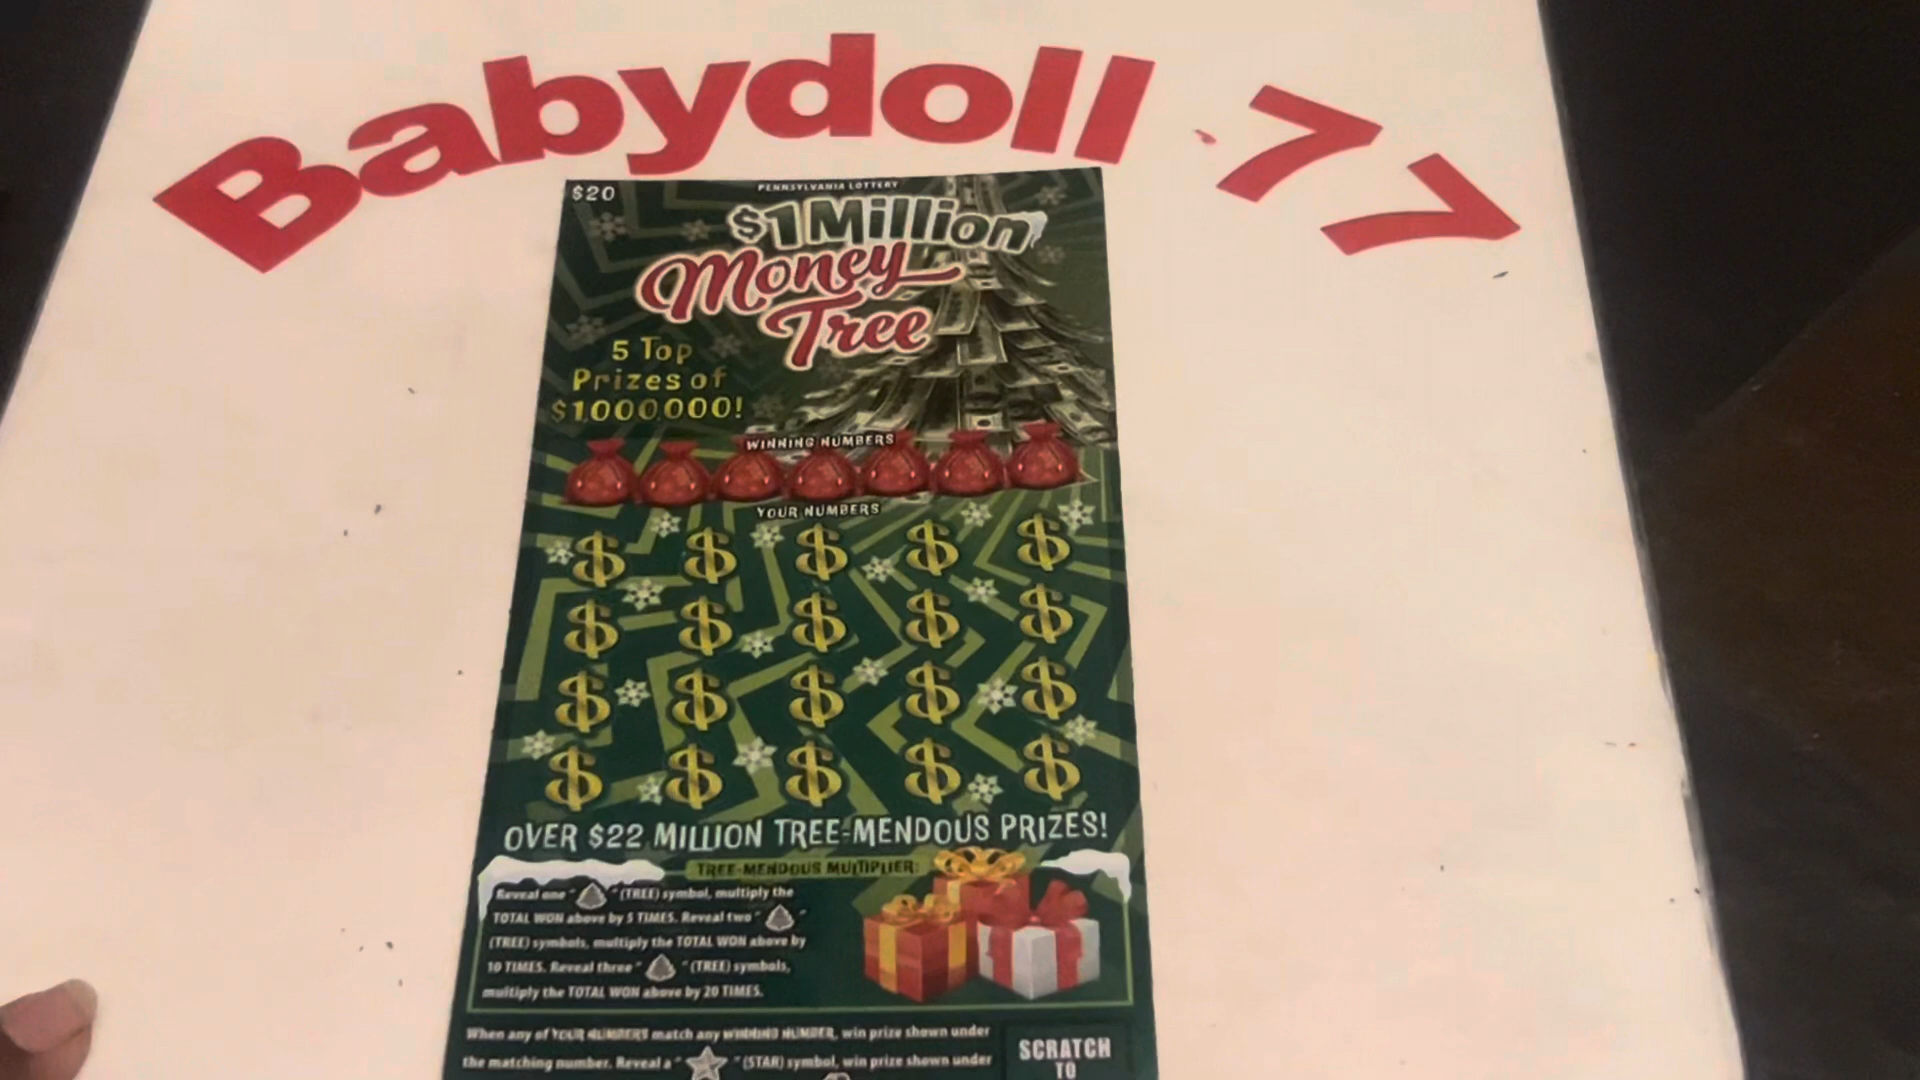 Babydoll 77
$20
PENNSYLVANIA LOTTERY
$1 Million
Money
Tree
5 Top
Prizes of
$1,000,000!
WINNING NUMBERS
YOUR NUMBERS
$ $ $ $ $
$ $ $ $ $
$ $ $ $ $
$ $ $ $ $
OVER $22 MILLION TREE-MENDOUS PRIZES!
TREE-MENDOUS MULTIPLIER:
Reveal one " " (TREE) symbol, multiply the
TOTAL WON above by 5 TIMES. Reveal two " "
(TREE) symbols, multiply the TOTAL WON above by
10 TIMES. Reveal three " " (TREE) symbols,
multiply the TOTAL WON above by 20 TIMES.
When any of YOUR NUMBERS match any WINNING NUMBER, win prize shown under
the matching number. Reveal a " " (STAR) symbol, win prize shown under
SCRATCH
TO